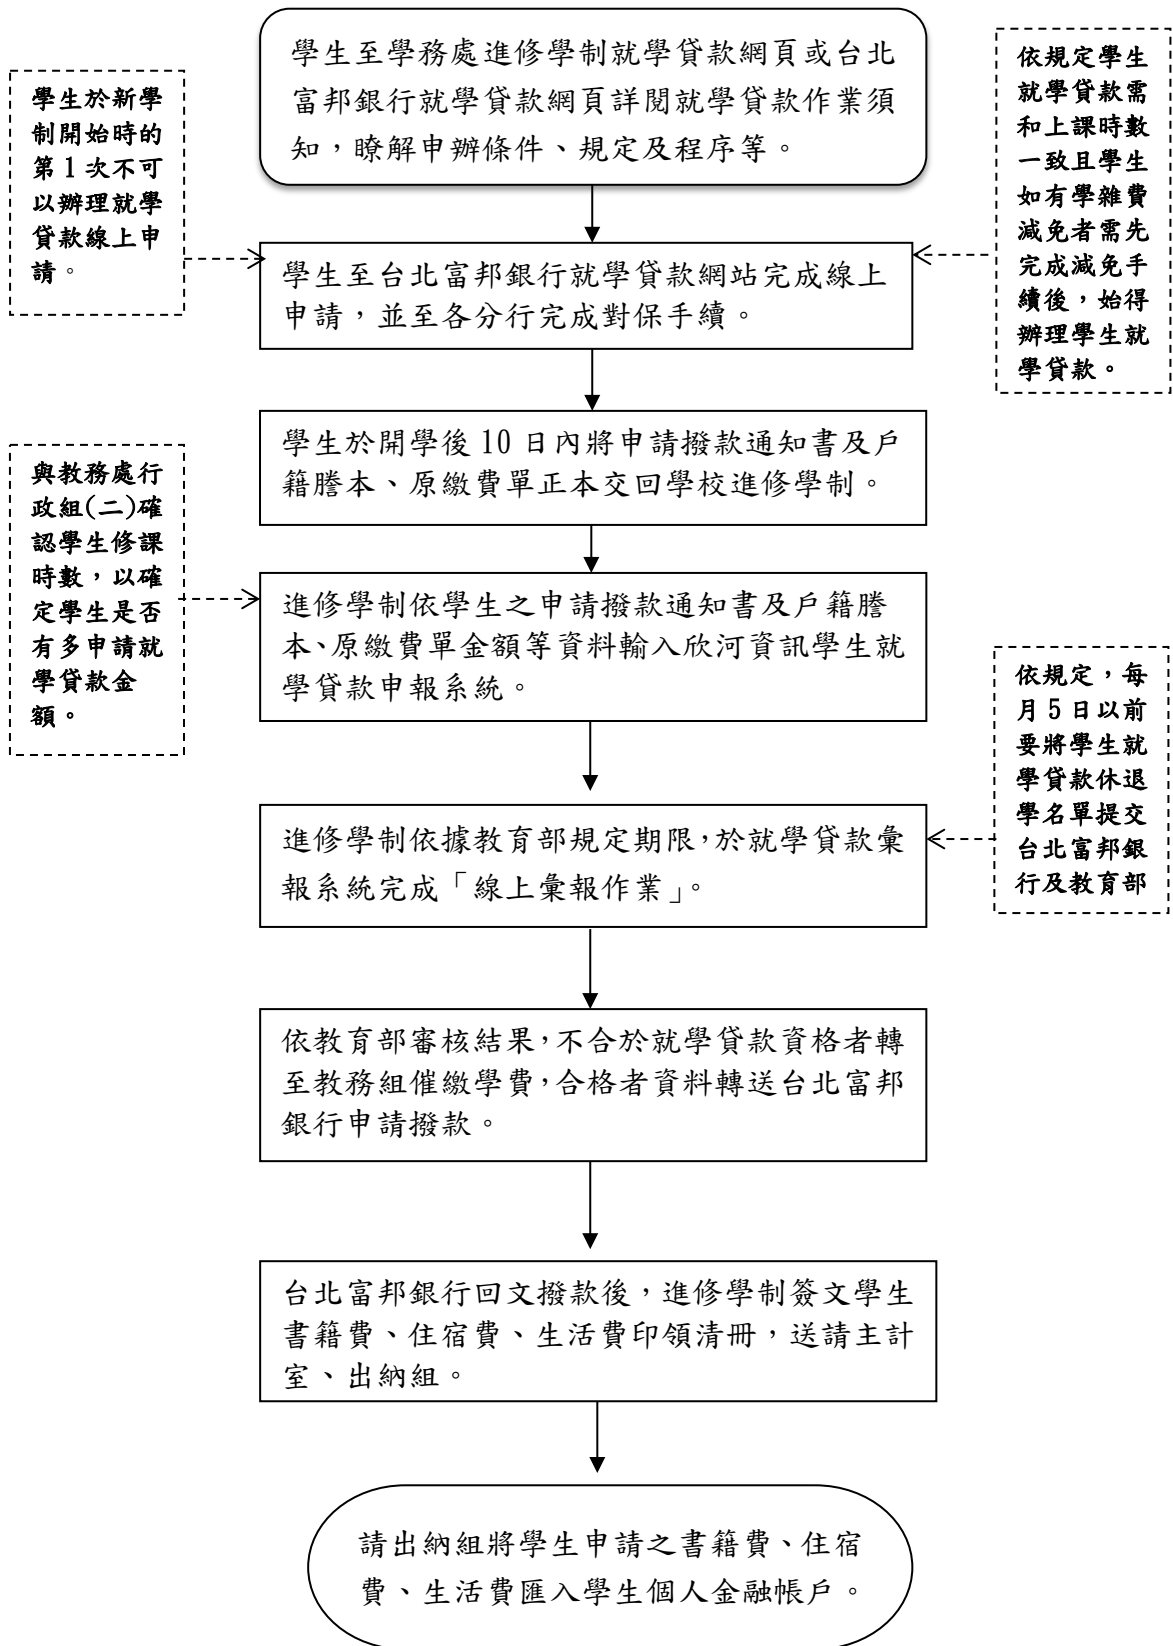 學生至學務處進修學制就學貸款網頁或台北
富邦銀行就學貸款網頁詳閱就學貸款作業須
知，瞭解申辦條件、規定及程序等。
學生於新學
制開始時的
第1次不可
以辦理就學
貸款線上申
請。
依規定學生
就學貸款需
和上課時數
一致且學生
如有學雜費
減免者需先
完成減免手
續後，始得
辦理學生就
學貸款。
學生至台北富邦銀行就學貸款網站完成線上
申請，並至各分行完成對保手續。
學生於開學後10日內將申請撥款通知書及戶
籍謄本、原繳費單正本交回學校進修學制。
與教務處行
政組(二)確
認學生修課
時數，以確
定學生是否
有多申請就
學貸款金
額。
進修學制依學生之申請撥款通知書及戶籍謄
本、原繳費單金額等資料輸入欣河資訊學生就
學貸款申報系統。
依規定，每
月5日以前
要將學生就
學貸款休退
學名單提交
台北富邦銀
行及教育部
進修學制依據教育部規定期限，於就學貸款彙
報系統完成「線上彙報作業」。
依教育部審核結果，不合於就學貸款資格者轉
至教務組催繳學費，合格者資料轉送台北富邦
銀行申請撥款。
台北富邦銀行回文撥款後，進修學制簽文學生
書籍費、住宿費、生活費印領清冊，送請主計
室、出納組。
請出納組將學生申請之書籍費、住宿
費、生活費匯入學生個人金融帳戶。